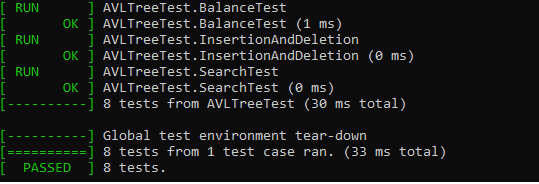 [ RUN      ] AVLTreeTest.BalanceTest
[       OK ] AVLTreeTest.BalanceTest (1 ms)
[ RUN      ] AVLTreeTest.InsertionAndDeletion
[       OK ] AVLTreeTest.InsertionAndDeletion (0 ms)
[ RUN      ] AVLTreeTest.SearchTest
[       OK ] AVLTreeTest.SearchTest (0 ms)
[----------] 8 tests from AVLTreeTest (30 ms total)
[----------] Global test environment tear-down
[==========] 8 tests from 1 test case ran. (33 ms total)
[  PASSED  ] 8 tests.